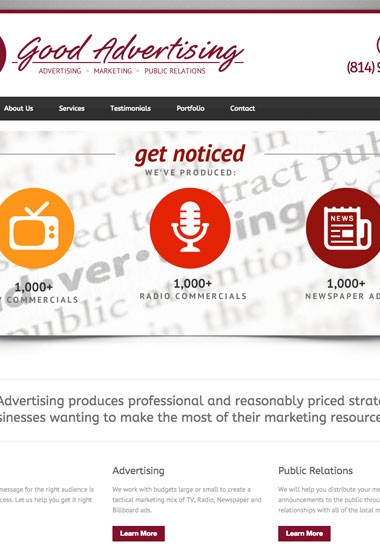 Good Advertising
ADVERTISING • MARKETING • PUBLIC RELATIONS
(814) 9
About Us
Services
Testimonials
Portfolio
Contact
get noticed
WE'VE PRODUCED:
NEWS
1,000+
COMMERCIALS
1,000+
RADIO COMMERCIALS
1,000+
NEWSPAPER AD
Advertising produces professional and reasonably priced strate
sinesses wanting to make the most of their marketing resource
message for the right audience is
cess. Let us help you get it right
Advertising
We work with budgets large or small to create a
tactical marketing mix of TV, Radio, Newspaper and
Billboard ads.
Learn More
Public Relations
We will help you distribute your me
announcements to the public throu
relationships with all of the local m
Learn More